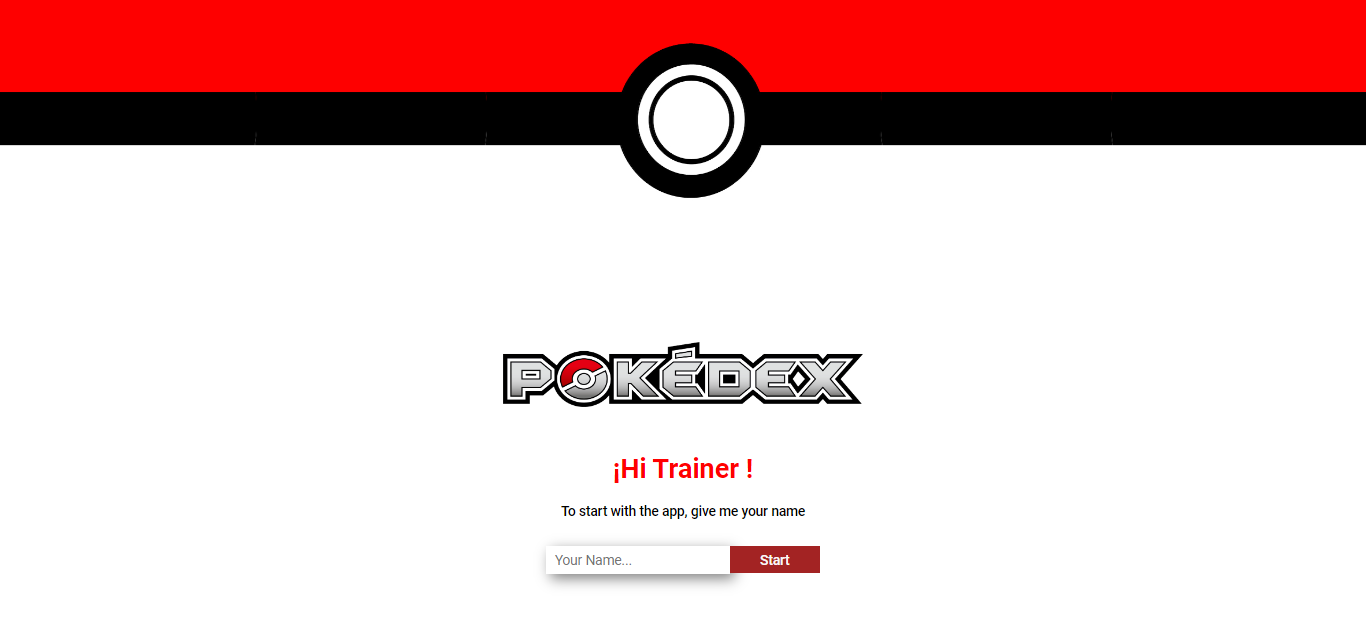 POKÉDEX
¡Hi Trainer !
To start with the app, give me your name
Your Name...
Start